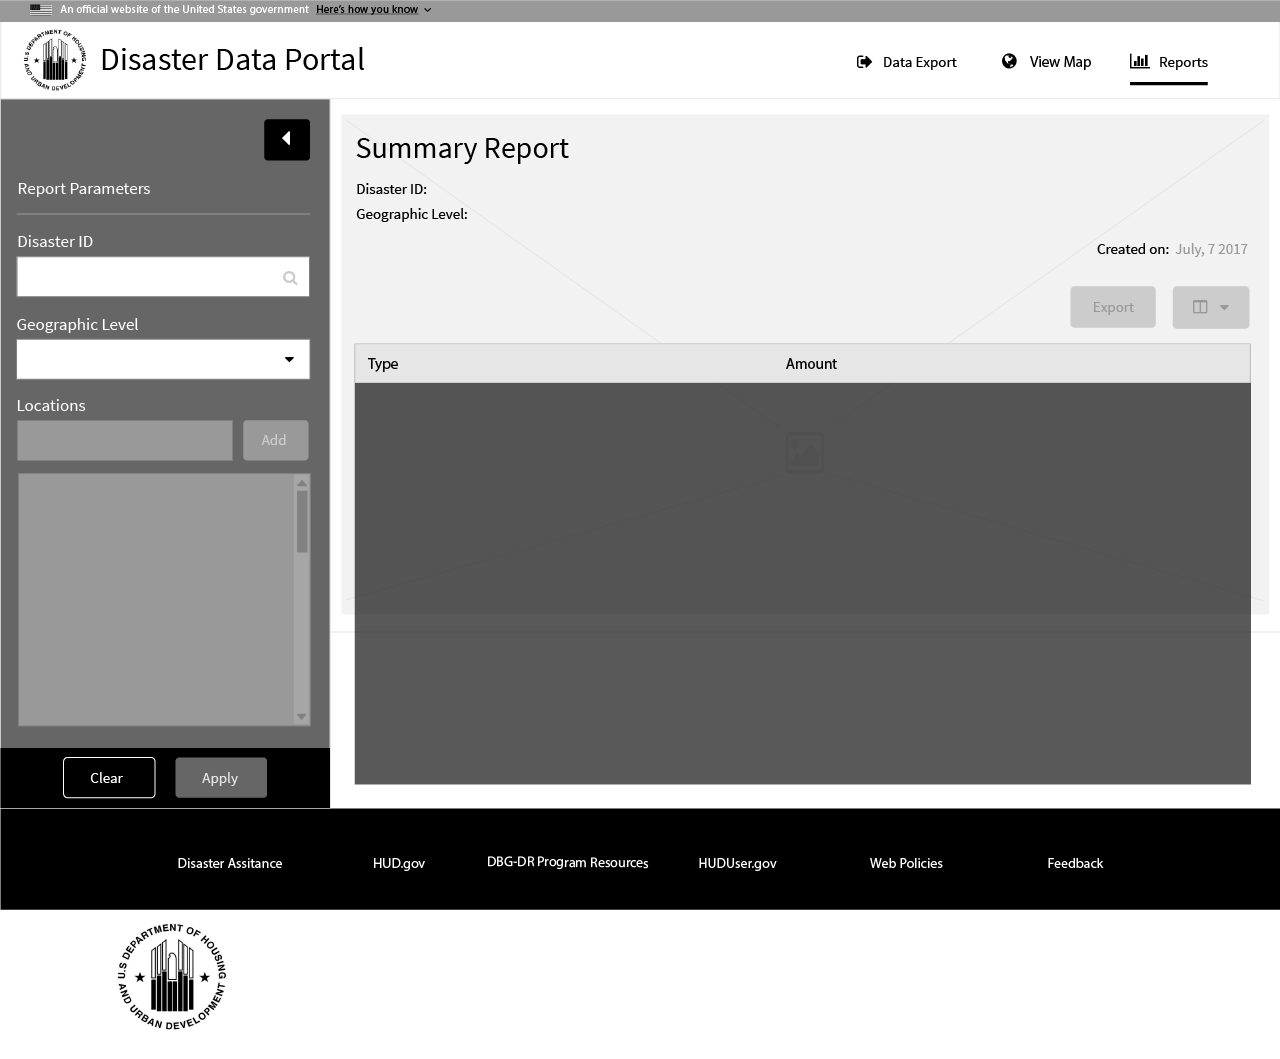 An official website of the United States government Here's how you know
U.S DEPARTMENT OF HOUSING AND URBAN DEVELOPMENT
Disaster Data Portal
Data Export
View Map
Reports
Report Parameters
Disaster ID
Geographic Level
Locations
Add
Clear
Apply
Summary Report
Disaster ID:
Geographic Level:
Created on: July, 7 2017
Export
Type Amount
Disaster Assitance
HUD.gov
DBG-DR Program Resources
HUDUser.gov
Web Policies
Feedback
U.S DEPARTMENT OF HOUSING AND URBAN DEVELOPMENT